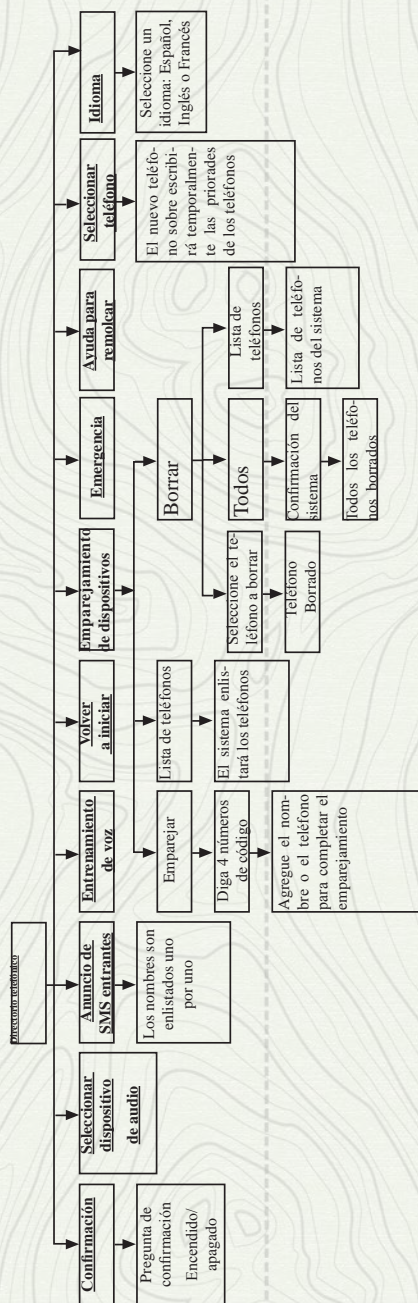 Directorio telefónico
Confirmación
Pregunta de
confirmación
Encendido/
apagado
Seleccionar
dispositivo
de audio
Anuncio de
SMS entrantes
Los nombres son
enlistados uno
por uno
Entrenamiento
de voz
Volver
a iniciar
Emparejamiento
de dispositivos
Emparejar
Diga 4 números
de código
Agregue el nom-
bre o el teléfono
para completar el
emparejamiento
Lista de teléfonos
El sistema enlis-
tará los teléfonos
Borrar
Seleccione el te-
léfono a borrar
Teléfono
Borrado
Todos
Confirmación del
sistema
Todos los teléfo-
nos borrados
Lista de
teléfonos
Lista de teléfo-
nos del sistema
Emergencia
Ayuda para
remolcar
Seleccionar
teléfono
El nuevo teléfo-
no sobre escribi-
rá temporalmen-
te las priorades
de los teléfonos
Idioma
Seleccione un
idioma: Español,
Inglés o Francés